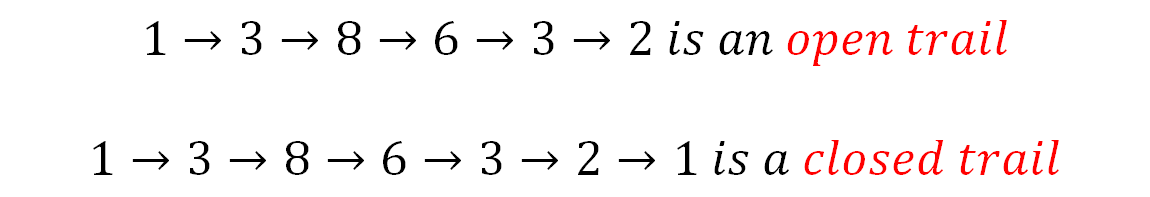 1 → 3 → 8 → 6 → 3 → 2 is an open trail
1 → 3 → 8 → 6 → 3 → 2 → 1 is a closed trail